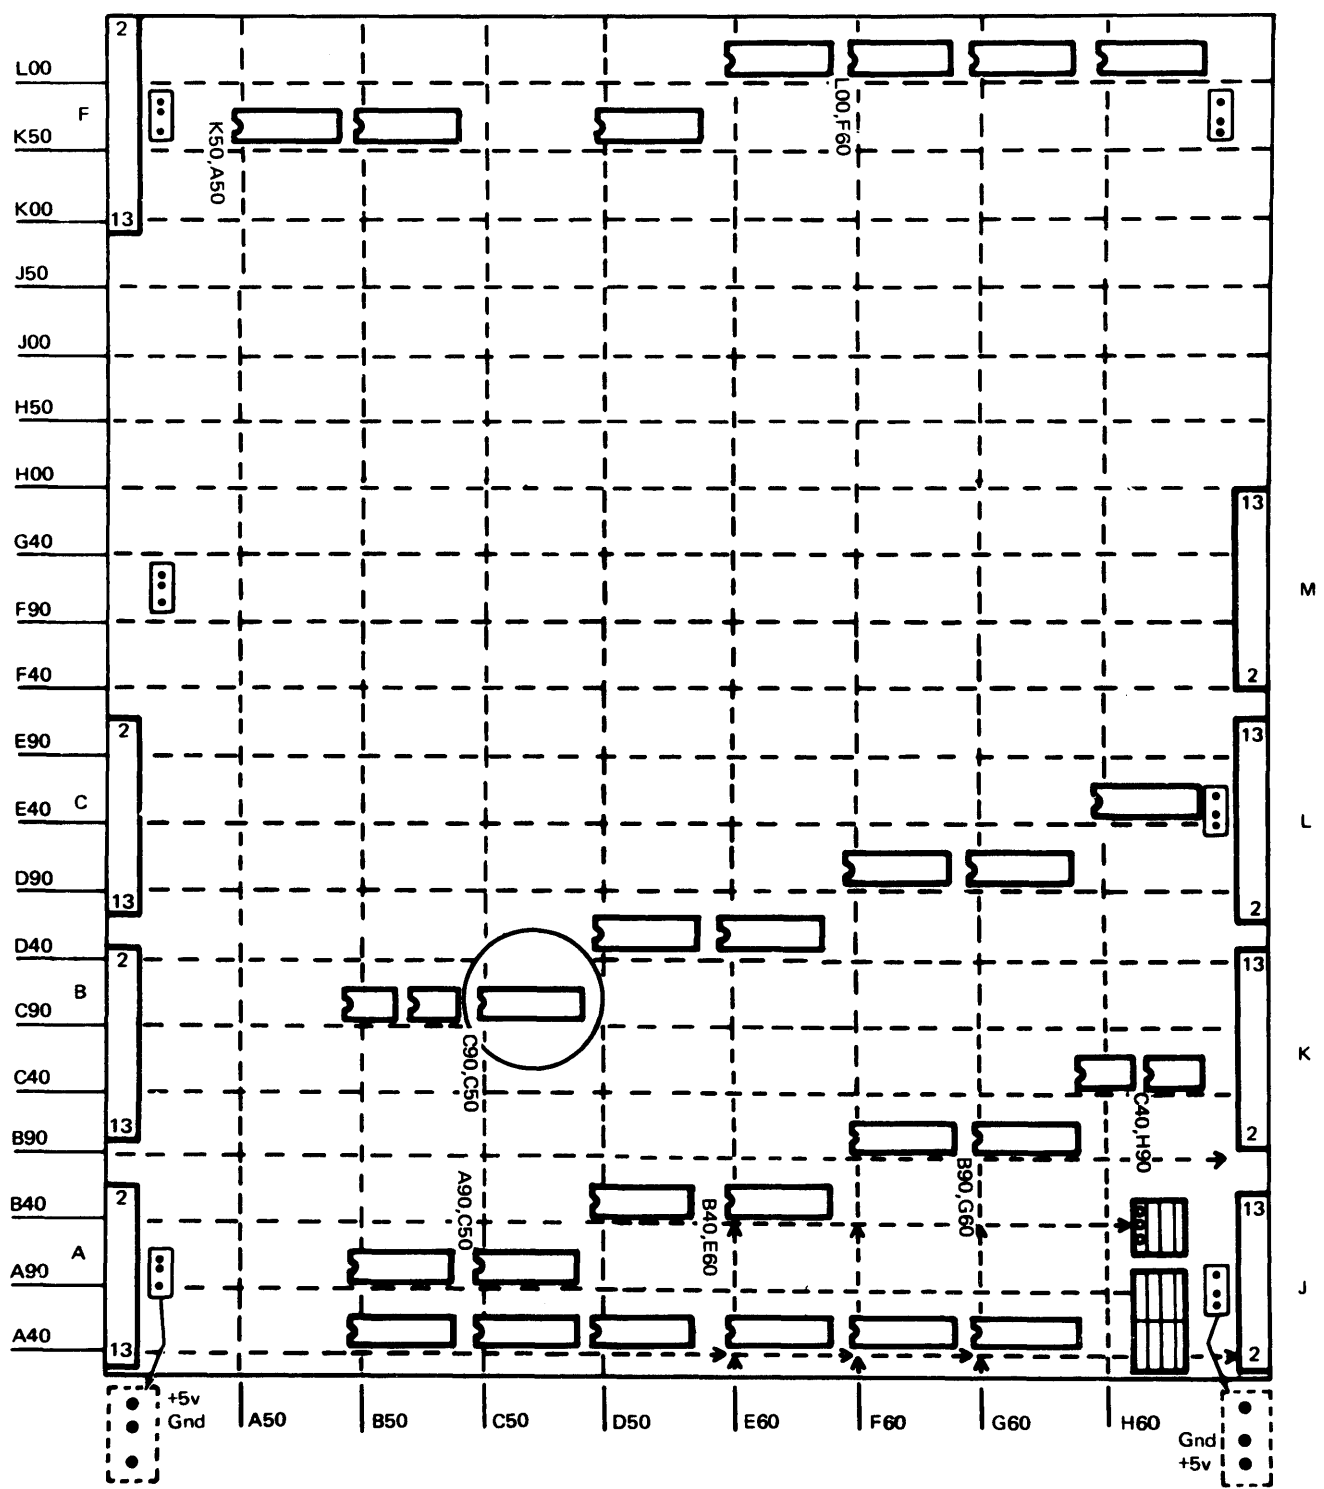 2
L00
F
K50
K50,A50
L00,F60
K00
13
J50
J00
H50
H00
13
G40
M
F90
F40
2
2
E90
13
C
E40
L
D90
13
2
D40
2
13
B
C90
C90,C50
K
C40
C40,H90
13
B90
2
B90,G60
A90,C50
2
B40
B40,E60
13
A
A90
J
A40
13
2
+5v
Gnd
A50
B50
C50
D50
E60
F60
G60
H60
Gnd
+5v